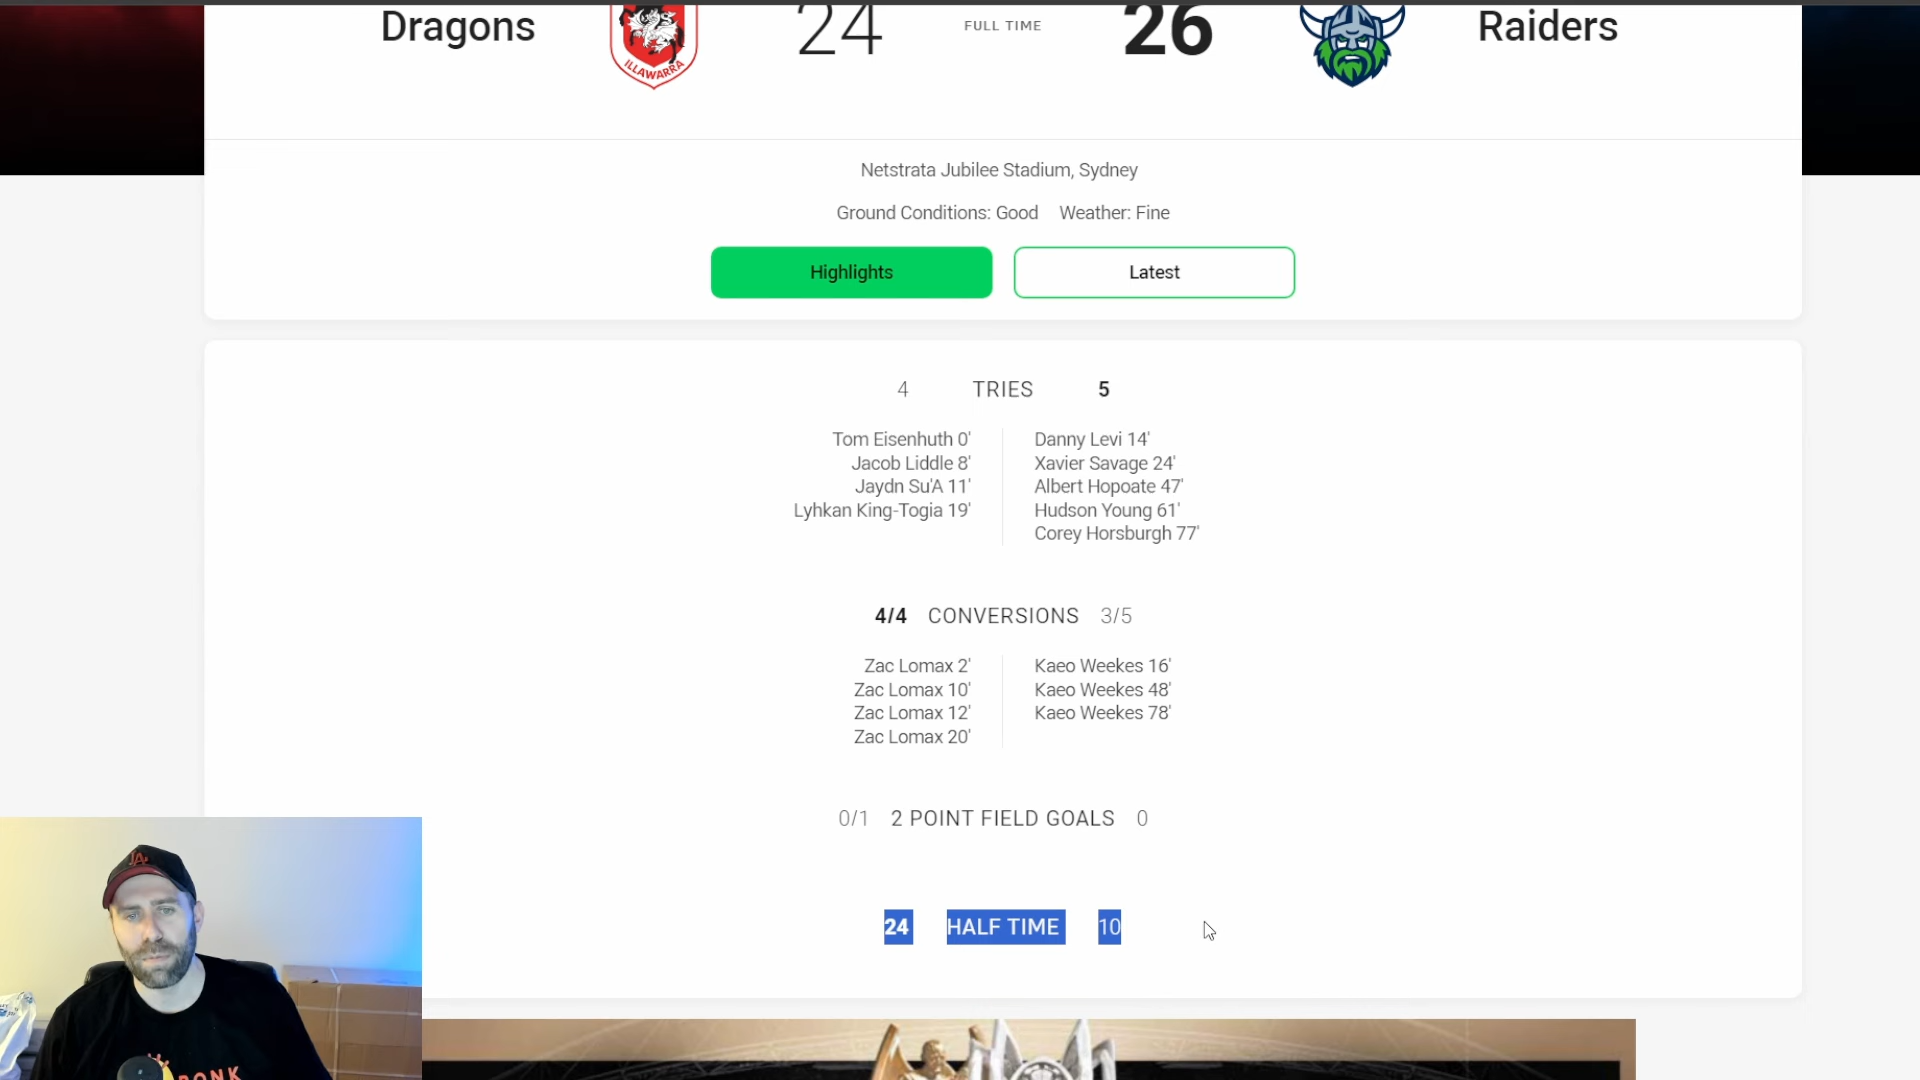 Dragons
ILLAWARRA
24
FULL TIME
26
Raiders
Netstrata Jubilee Stadium, Sydney
Ground Conditions: Good Weather: Fine
Highlights
Latest
4 TRIES 5
Tom Eisenhuth 0'
Jacob Liddle 8'
Jaydn Su'A 11'
Lyhkan King-Togia 19'
Danny Levi 14'
Xavier Savage 24'
Albert Hopoate 47'
Hudson Young 61'
Corey Horsburgh 77'
4/4 CONVERSIONS 3/5
Zac Lomax 2'
Zac Lomax 10'
Zac Lomax 12'
Zac Lomax 20'
Kaeo Weekes 16'
Kaeo Weekes 48'
Kaeo Weekes 78'
0/1 2 POINT FIELD GOALS 0
24 HALF TIME 10
LA